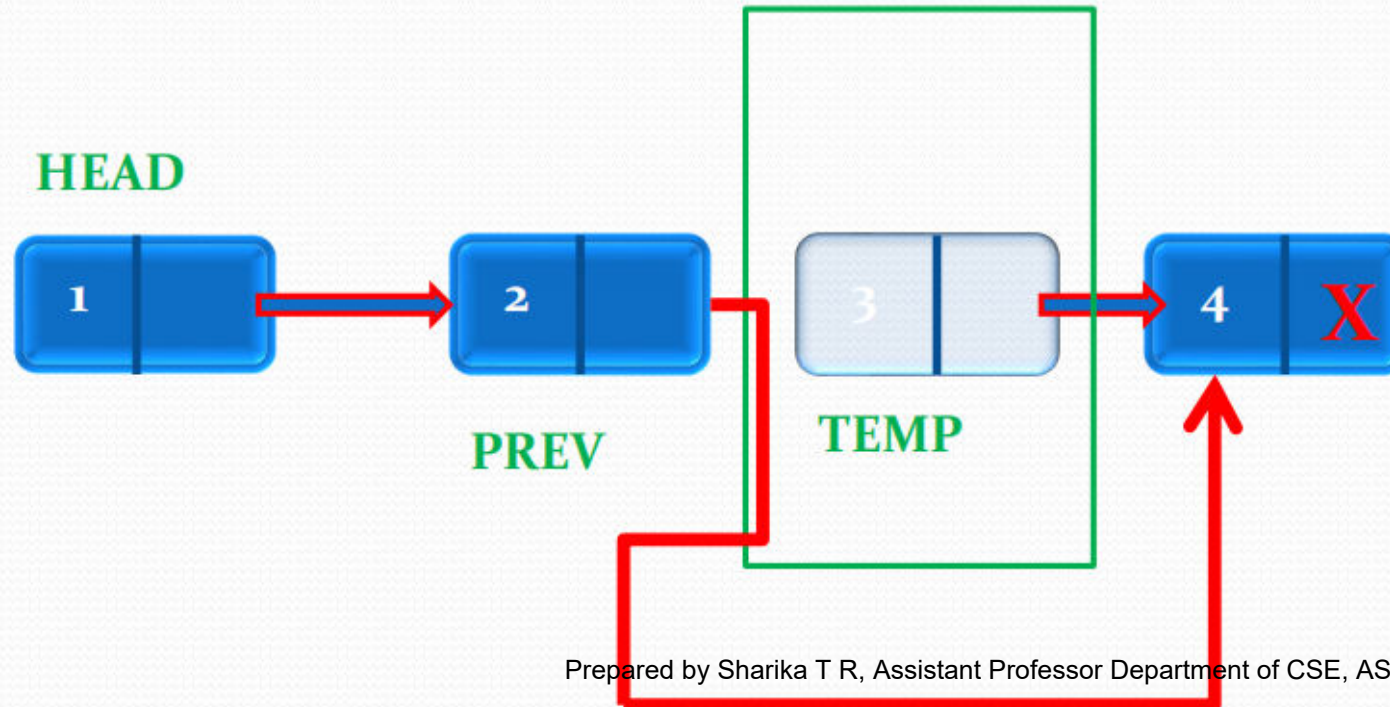 HEAD
1 2 3 4 X
PREV TEMP
Prepared by Sharika T R, Assistant Professor Department of CSE, AS